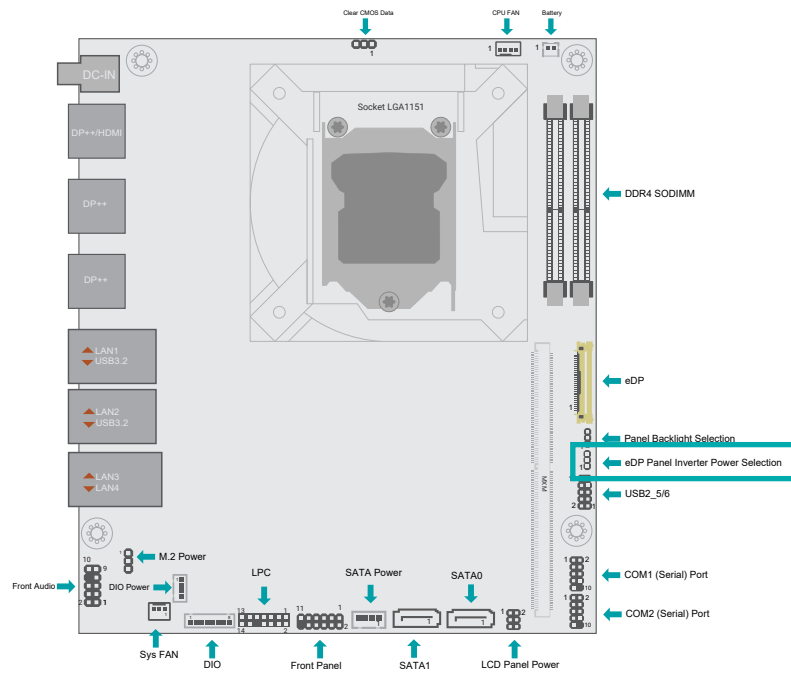 Clear CMOS Data
CPU FAN
Battery
1
1
1
DC-IN
Socket LGA1151
DP++/HDMI
DP++
DDR4 SODIMM
DP++
LAN1
USB3.2
eDP
1
LAN2
USB3.2
Panel Backlight Selection
eDP Panel Inverter Power Selection
1
LAN3
LAN4
MXM
USB2_5/6
2
1
1
M.2 Power
10
9
1
2
LPC
SATA Power
SATA0
COM1 (Serial) Port
Front Audio
DIO Power
1
10
2
1
13
1
11
1
1
2
1
2
COM2 (Serial) Port
14
2
2
1
10
Sys FAN
DIO
Front Panel
SATA1
LCD Panel Power